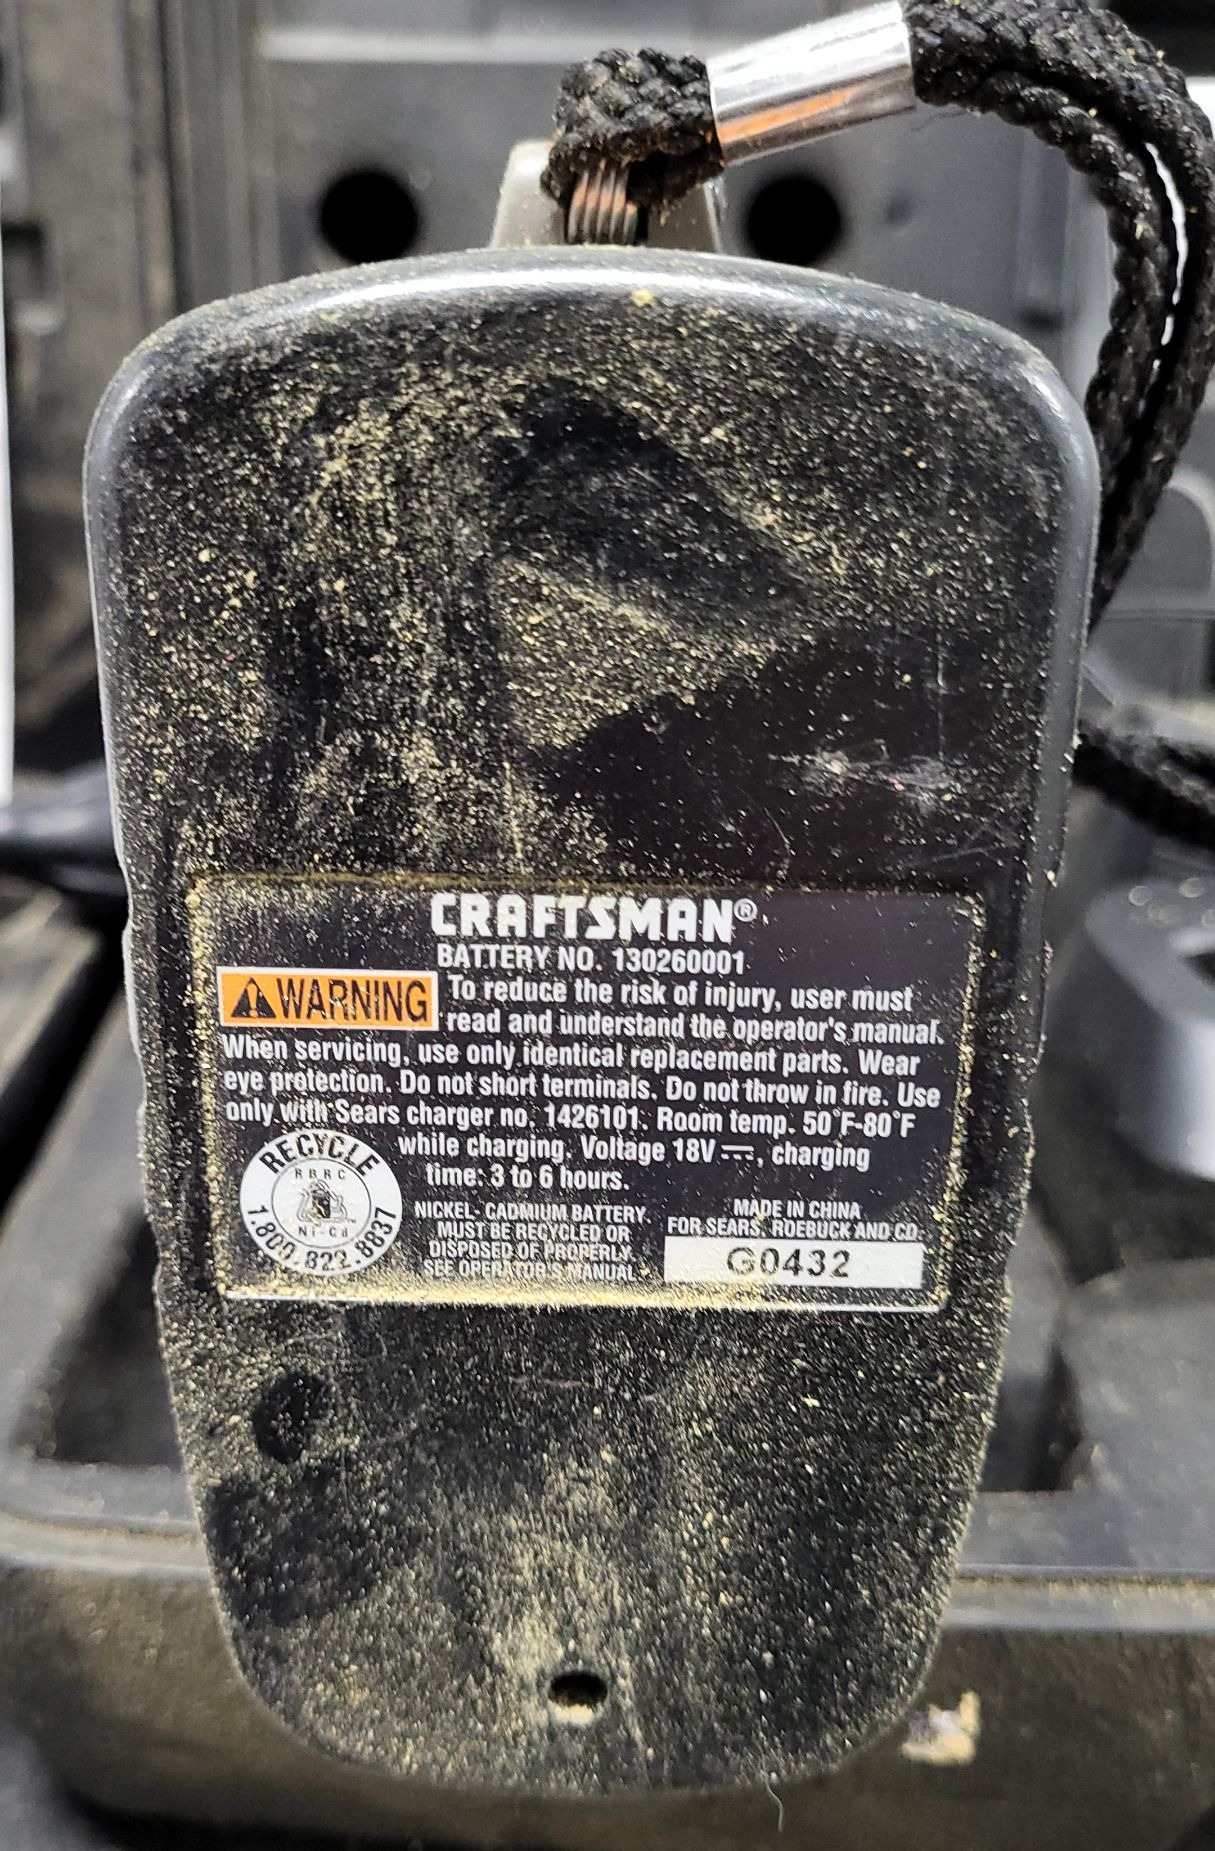 CRAFTSMAN®
BATTERY NO. 130260001
WARNING To reduce the risk of injury, user must
read and understand the operator's manual.
When servicing, use only identical replacement parts. Wear
eye protection. Do not short terminals. Do not throw in fire. Use
only with Sears charger no. 1426101. Room temp. 50°F-80°F
while charging. Voltage 18V ⎓, charging
time: 3 to 6 hours.
RECYCLE
RBRC
Ni-Cd
1.800.822.8837
NICKEL- CADMIUM BATTERY.
MUST BE RECYCLED OR
DISPOSED OF PROPERLY.
SEE OPERATOR'S MANUAL.
MADE IN CHINA
FOR SEARS, ROEBUCK AND CO.
G0432